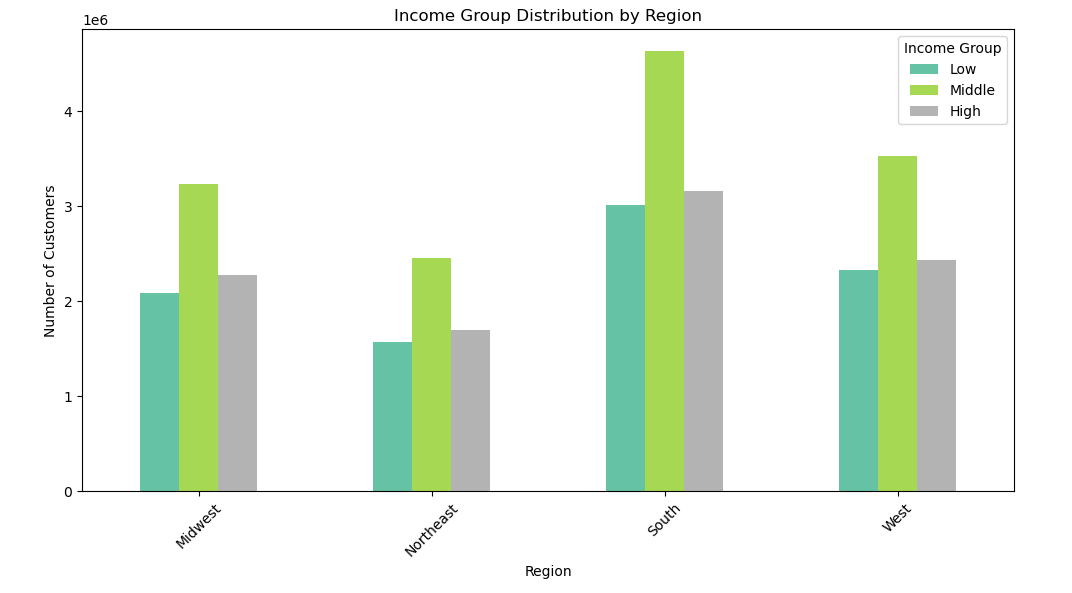 Income Group Distribution by Region
1e6
Income Group
Low
Middle
High
4
3
2
1
0
Number of Customers
Midwest
Northeast
South
West
Region